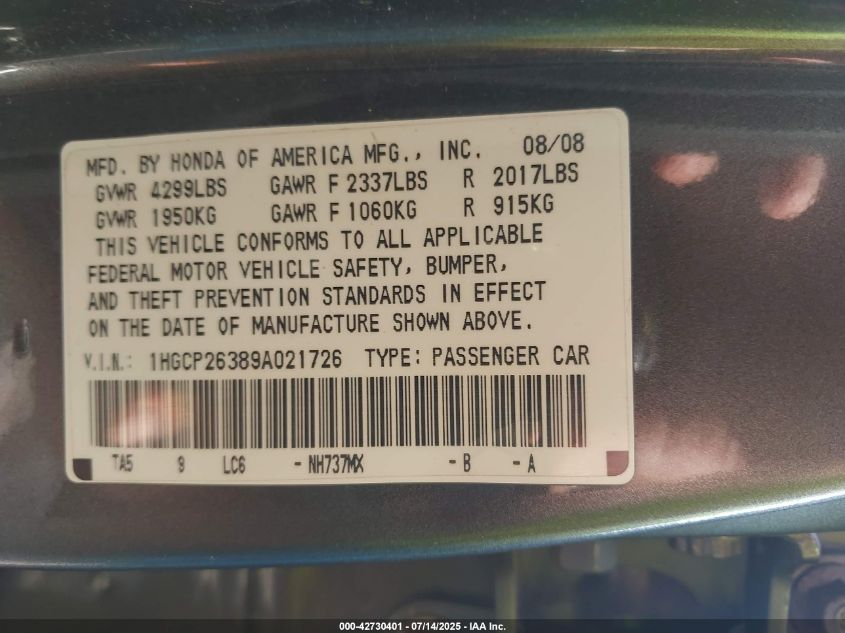 MFD. BY HONDA OF AMERICA MFG., INC. 08/08
GVWR 4299LBS GAWR F 2337LBS R 2017LBS
GVWR 1950KG GAWR F 1060KG R 915KG
THIS VEHICLE CONFORMS TO ALL APPLICABLE
FEDERAL MOTOR VEHICLE SAFETY, BUMPER,
AND THEFT PREVENTION STANDARDS IN EFFECT
ON THE DATE OF MANUFACTURE SHOWN ABOVE.
V.I.N.: 1HGCP26389A021726 TYPE: PASSENGER CAR
TA5 9 LC6 - NH737MX - B - A
000-42730401 - 07/14/2025 - IAA Inc.